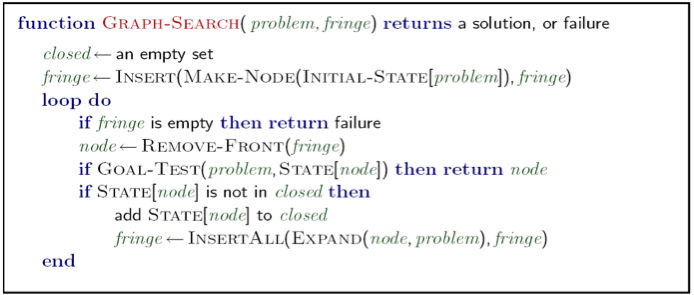 function GRAPH-SEARCH( problem, fringe) returns a solution, or failure
closed ← an empty set
fringe ← INSERT(MAKE-NODE(INITIAL-STATE[problem]), fringe)
loop do
if fringe is empty then return failure
node ← REMOVE-FRONT(fringe)
if GOAL-TEST(problem, STATE[node]) then return node
if STATE[node] is not in closed then
add STATE[node] to closed
fringe ← INSERTALL(EXPAND(node, problem), fringe)
end